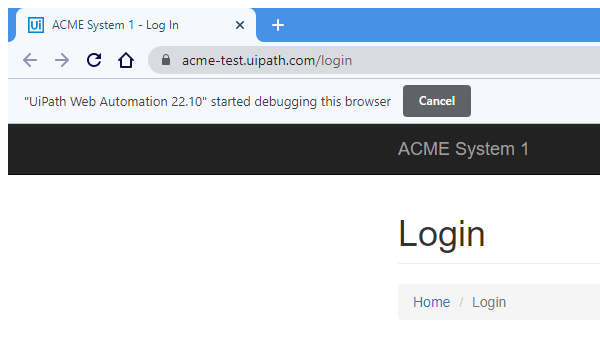 Ui ACME System 1 - Log In
acme-test.uipath.com/login
"UiPath Web Automation 22.10" started debugging this browser Cancel
ACME System 1
Login
Home / Login